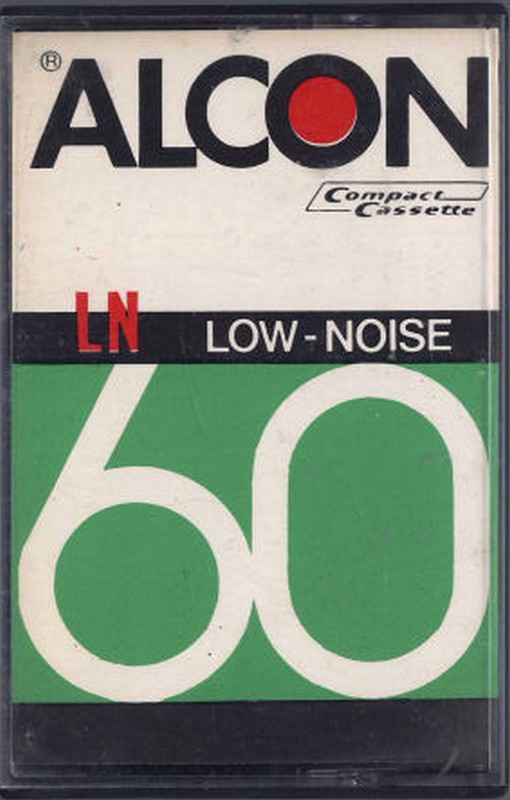 ® ALCON
Compact
Cassette
LN LOW-NOISE
60